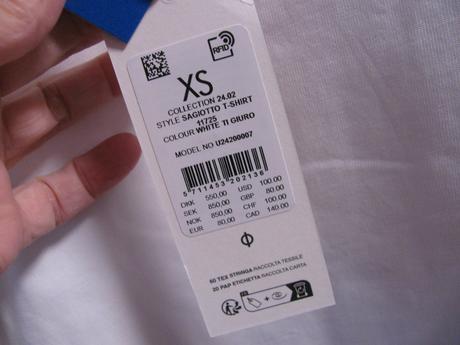 RFID
XS
COLLECTION 24.02
STYLE SAGIOTTO T-SHIRT
11725
COLOUR WHITE TI GIURO
MODEL NO U24200007
5 711453 202136
DKK 550,00 USD 100.00
SEK 850,00 GBP 80.00
NOK 850,00 CHF 100.00
EUR 80,00 CAD 140.00
60 TEX STRINGA RACCOLTA TESSILE
20 PAP ETICHETTA RACCOLTA CARTA